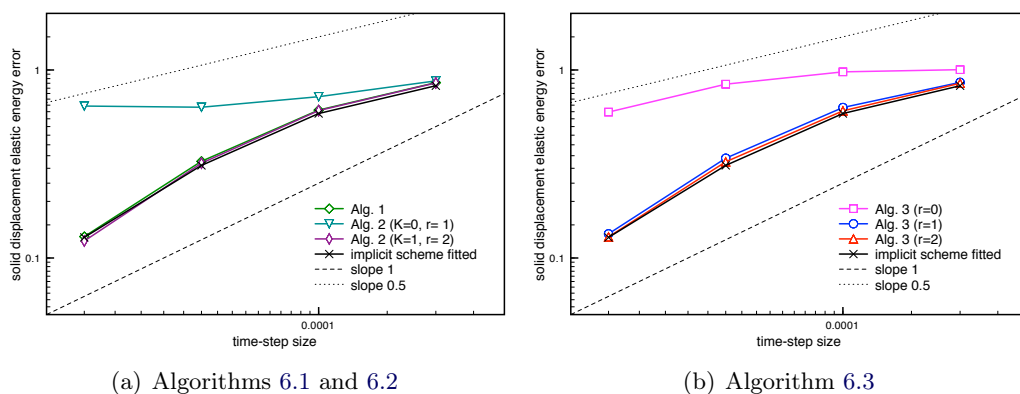 solid displacement elastic energy error
1
0.1
0.0001
time-step size
Alg. 1
Alg. 2 (K=0, r= 1)
Alg. 2 (K=1, r=2)
implicit scheme fitted
slope 1
slope 0.5
(a) Algorithms 6.1 and 6.2
solid displacement elastic energy error
1
0.1
0.0001
time-step size
Alg. 3 (r=0)
Alg. 3 (r=1)
Alg. 3 (r=2)
implicit scheme fitted
slope 1
slope 0.5
(b) Algorithm 6.3